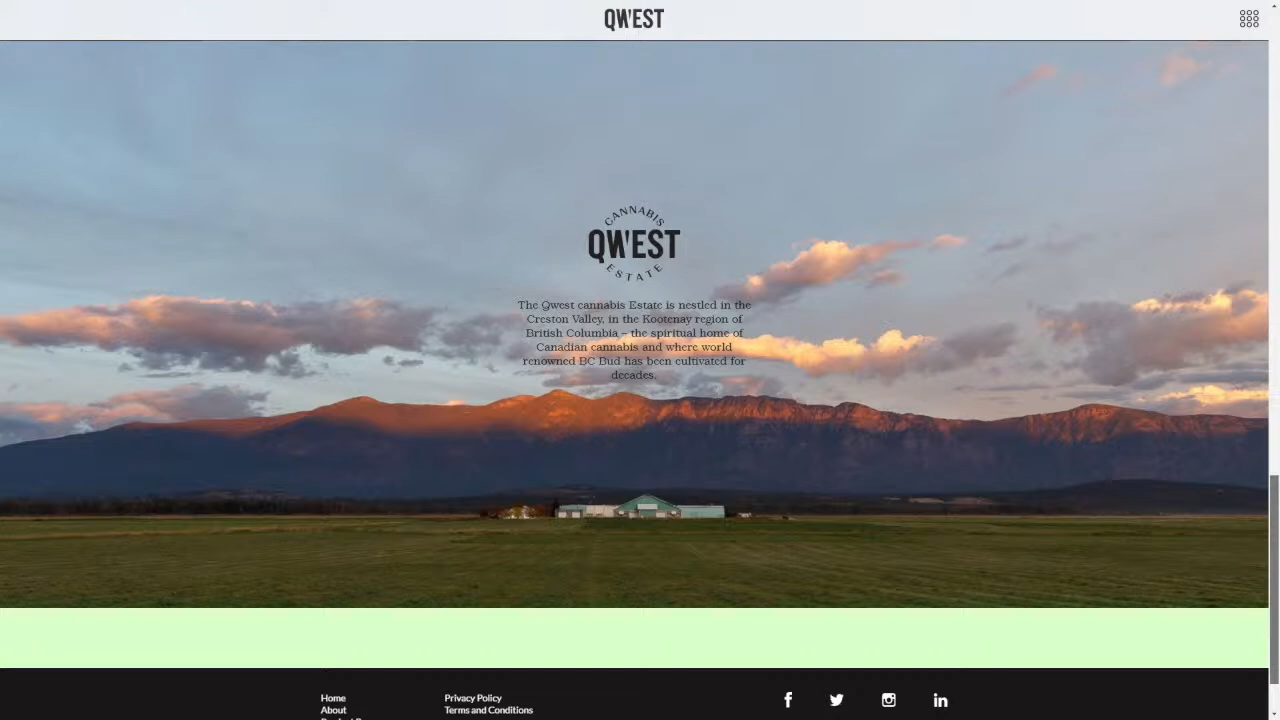 QWEST
CANNABIS
QWEST
ESTATE
The Qwest cannabis Estate is nestled in the
Creston Valley, in the Kootenay region of
British Columbia – the spiritual home of
Canadian cannabis and where world
renowned BC Bud has been cultivated for
decades.
Home
Privacy Policy
About
Terms and Conditions